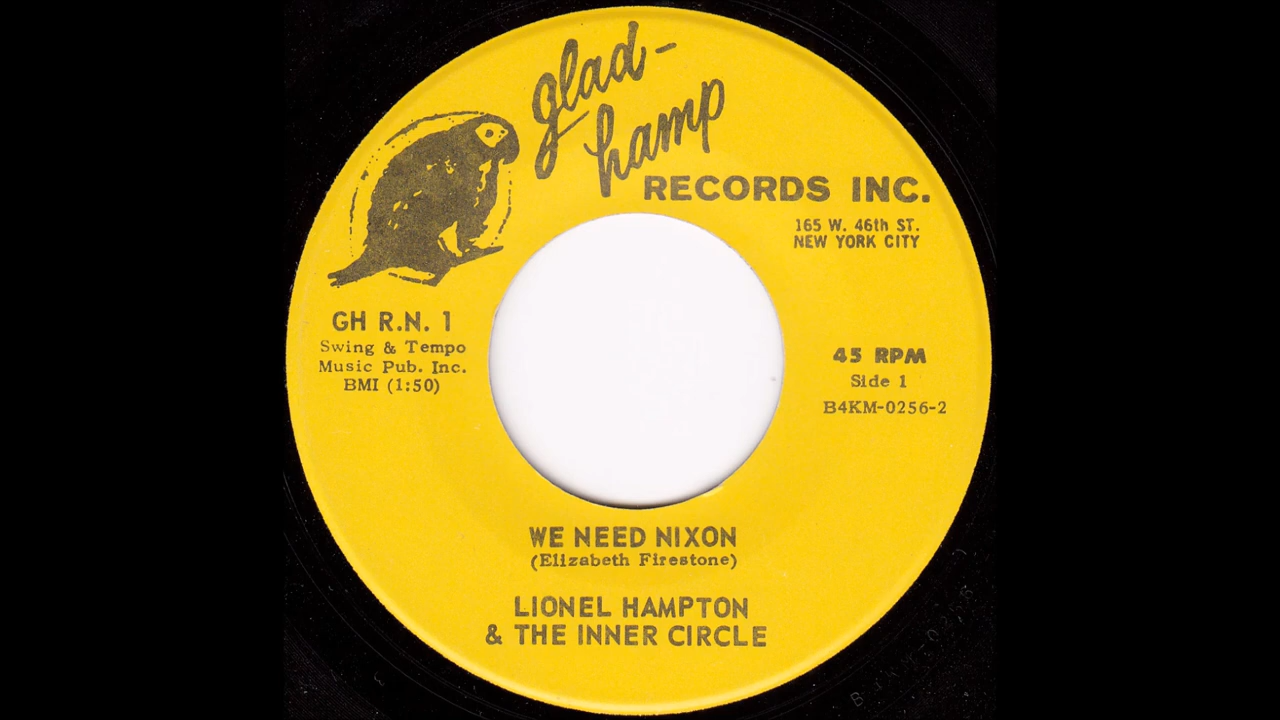 glad-
hamp
RECORDS INC.
165 W. 46th ST.
NEW YORK CITY
GH R.N. 1
Swing & Tempo
Music Pub. Inc.
BMI (1:50)
45 RPM
Side 1
B4KM-0256-2
WE NEED NIXON
(Elizabeth Firestone)
LIONEL HAMPTON
& THE INNER CIRCLE